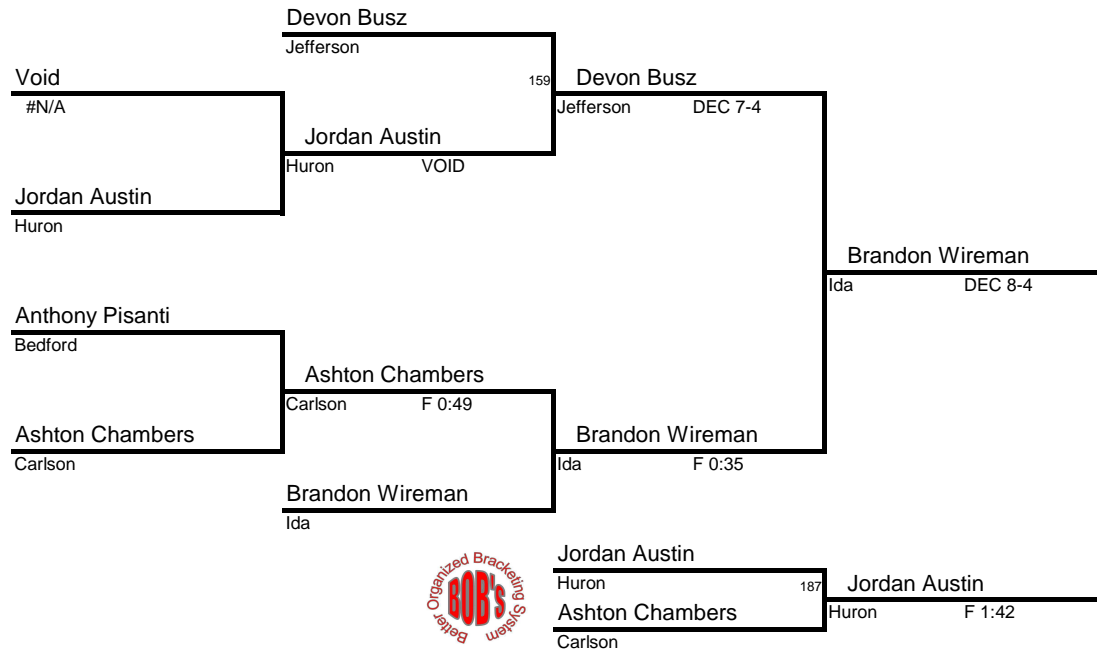 Devon Busz
Jefferson
Void
#N/A
159
Devon Busz
Jefferson DEC 7-4
Jordan Austin
Huron VOID
Jordan Austin
Huron
Brandon Wireman
Ida DEC 8-4
Anthony Pisanti
Bedford
Ashton Chambers
Carlson F 0:49
Ashton Chambers
Carlson
Brandon Wireman
Ida F 0:35
Brandon Wireman
Ida
Jordan Austin
Huron
187
Jordan Austin
Huron F 1:42
Ashton Chambers
Carlson
Better Organized Bracketing System
BOB's